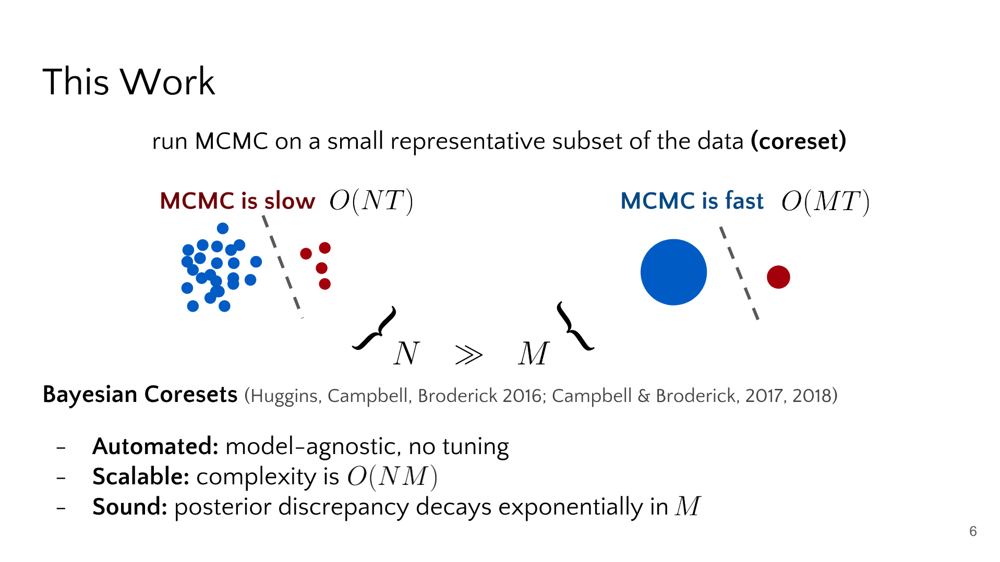 This Work
run MCMC on a small representative subset of the data (coreset)
MCMC is slow O(NT)
MCMC is fast O(MT)
N ≫ M
Bayesian Coresets (Huggins, Campbell, Broderick 2016; Campbell & Broderick, 2017, 2018)
- Automated: model-agnostic, no tuning
- Scalable: complexity is O(NM)
- Sound: posterior discrepancy decays exponentially in M
6